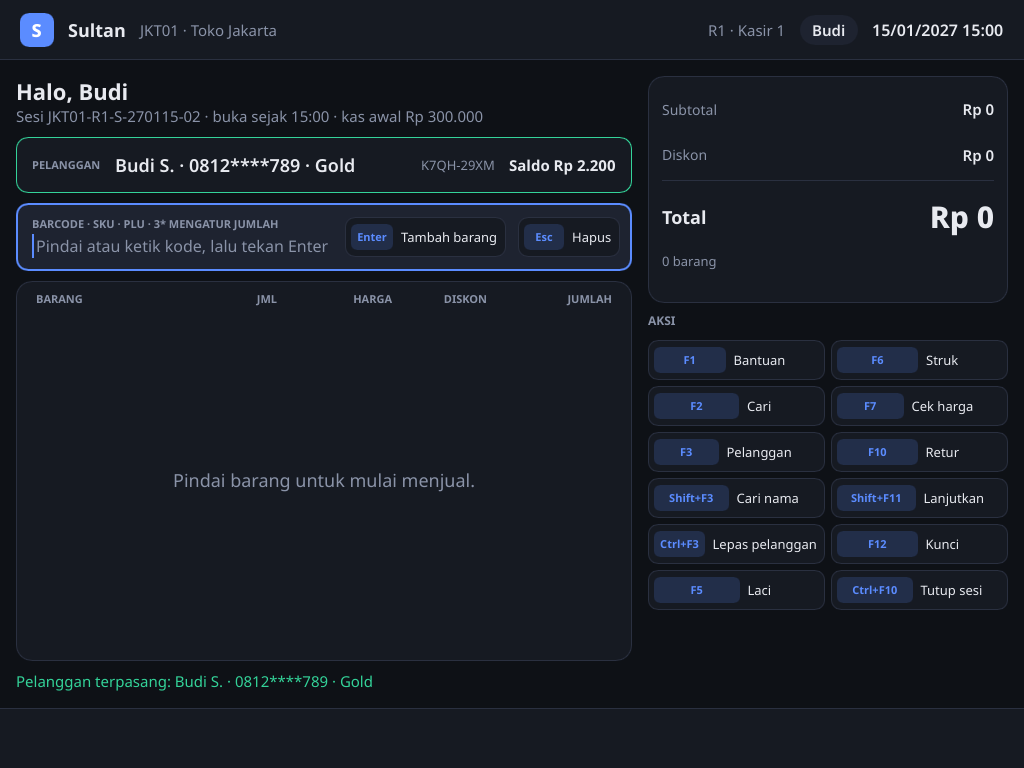 S Sultan JKT01 · Toko Jakarta R1 · Kasir 1 Budi 15/01/2027 15:00
Halo, Budi
Sesi JKT01-R1-S-270115-02 · buka sejak 15:00 · kas awal Rp 300.000
PELANGGAN Budi S. · 0812****789 · Gold K7QH-29XM Saldo Rp 2.200
BARCODE · SKU · PLU · 3* MENGATUR JUMLAH
Pindai atau ketik kode, lalu tekan Enter
Enter Tambah barang Esc Hapus
BARANG JML HARGA DISKON JUMLAH
Pindai barang untuk mulai menjual.
Pelanggan terpasang: Budi S. · 0812****789 · Gold
Subtotal Rp 0
Diskon Rp 0
Total Rp 0
0 barang
AKSI
F1 Bantuan F6 Struk
F2 Cari F7 Cek harga
F3 Pelanggan F10 Retur
Shift+F3 Cari nama Shift+F11 Lanjutkan
Ctrl+F3 Lepas pelanggan F12 Kunci
F5 Laci Ctrl+F10 Tutup sesi